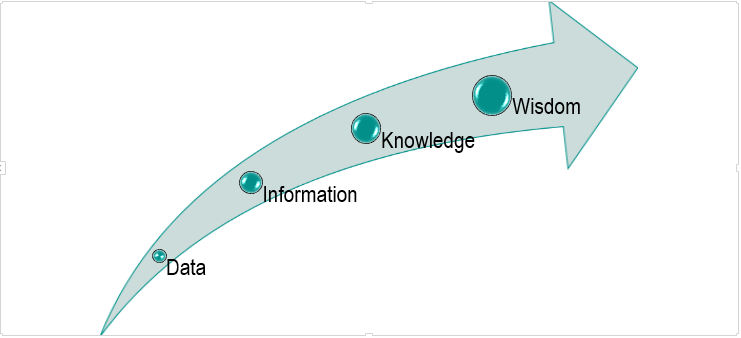 Wisdom
Knowledge
Information
Data